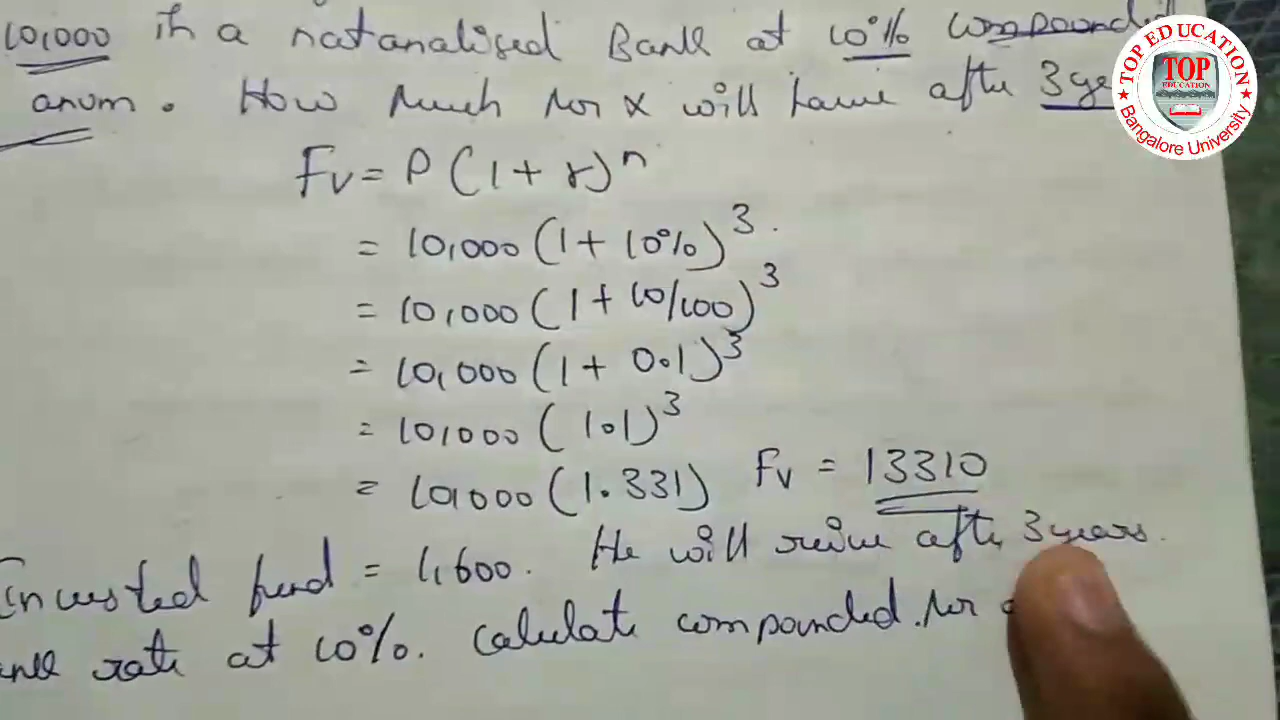 10,000 in a natanalised Bank at 10% compounded
anum. How Much Mr X will have after 3 ye
Fv = P (1 + r)^n
= 10,000 (1 + 10%)^3.
= 10,000 (1 + 10/100)^3
= 10,000 (1 + 0.1)^3
= 10,000 (1.1)^3
= 10,000 (1.331) Fv = 13310
Invested fund = 1,600. He will reive after 3 years.
rate at 10%. Calculate compounded.
TOP EDUCATION
TOP
EDUCATION
Bangalore University